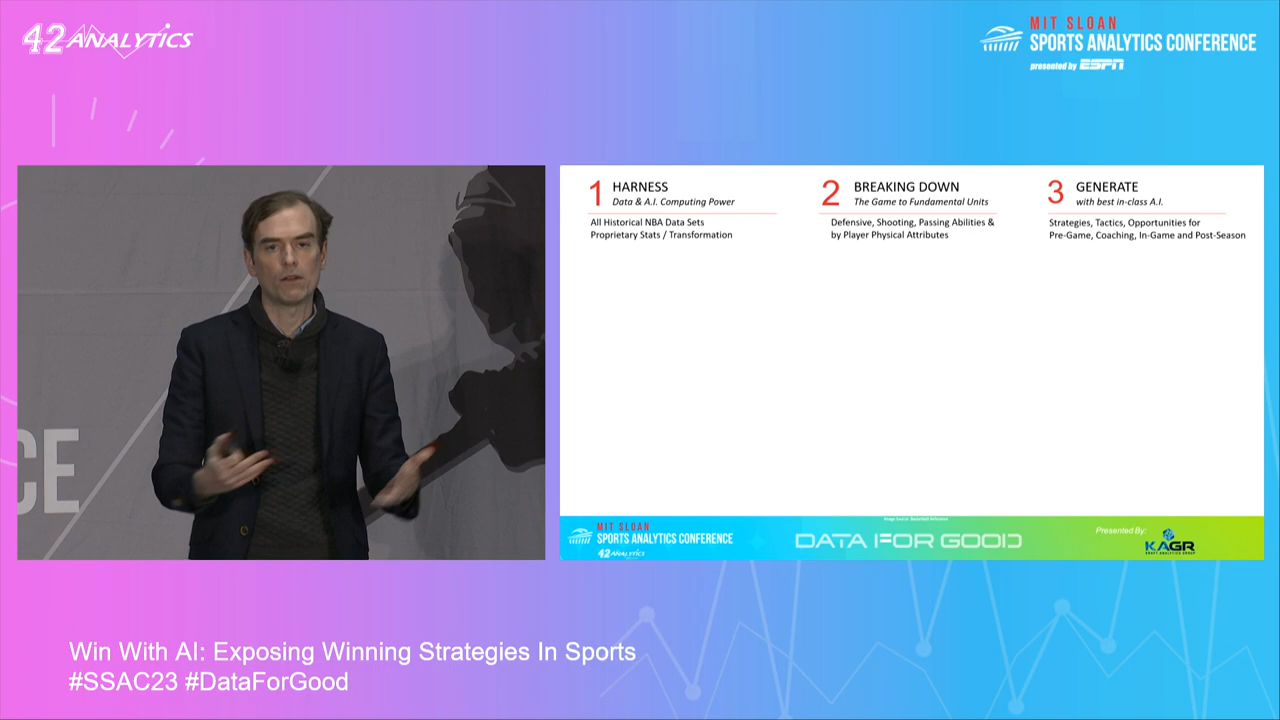 42 ANALYTICS
MIT SLOAN
SPORTS ANALYTICS CONFERENCE
presented by ESPN
CE
1 HARNESS
Data & A.I. Computing Power
All Historical NBA Data Sets
Proprietary Stats / Transformation
2 BREAKING DOWN
The Game to Fundamental Units
Defensive, Shooting, Passing Abilities &
by Player Physical Attributes
3 GENERATE
with best in-class A.I.
Strategies, Tactics, Opportunities for
Pre-Game, Coaching, In-Game and Post-Season
MIT SLOAN
SPORTS ANALYTICS CONFERENCE
42 ANALYTICS
Image Source: Basketball Reference
DATA FOR GOOD
Presented By:
KAGR
KRAFT ANALYTICS GROUP
Win With AI: Exposing Winning Strategies In Sports
#SSAC23 #DataForGood